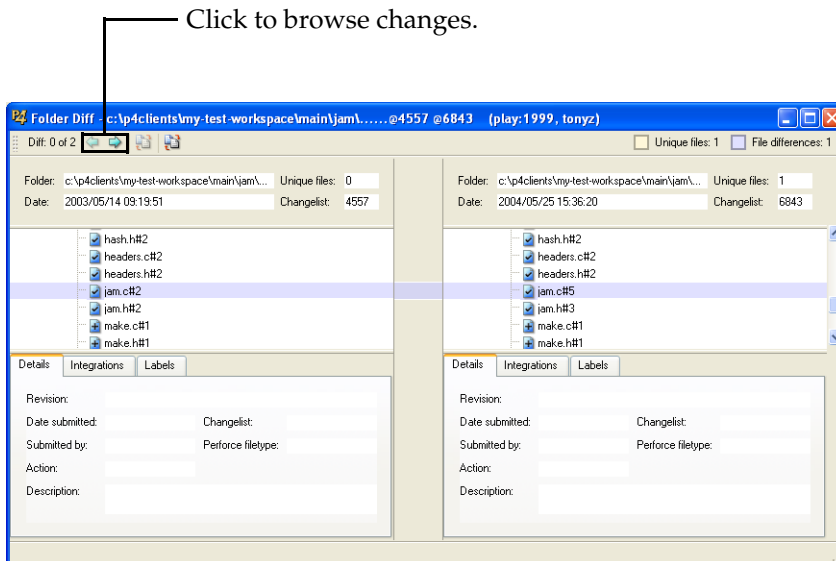 Click to browse changes.
P4 Folder Diff - c:\p4clients\my-test-workspace\main\jam\......@4557 @6843 (play:1999, tonyz)
Diff: 0 of 2 Unique files: 1 File differences: 1
Folder: c:\p4clients\my-test-workspace\main\jam\... Unique files: 0
Date: 2003/05/14 09:19:51 Changelist: 4557
hash.h#2
headers.c#2
headers.h#2
jam.c#2
jam.h#2
make.c#1
make.h#1
Details Integrations Labels
Revision:
Date submitted: Changelist:
Submitted by: Perforce filetype:
Action:
Description:
Folder: c:\p4clients\my-test-workspace\main\jam\... Unique files: 1
Date: 2004/05/25 15:36:20 Changelist: 6843
hash.h#2
headers.c#2
headers.h#2
jam.c#5
jam.h#3
make.c#1
make.h#1
Details Integrations Labels
Revision:
Date submitted: Changelist:
Submitted by: Perforce filetype:
Action:
Description: